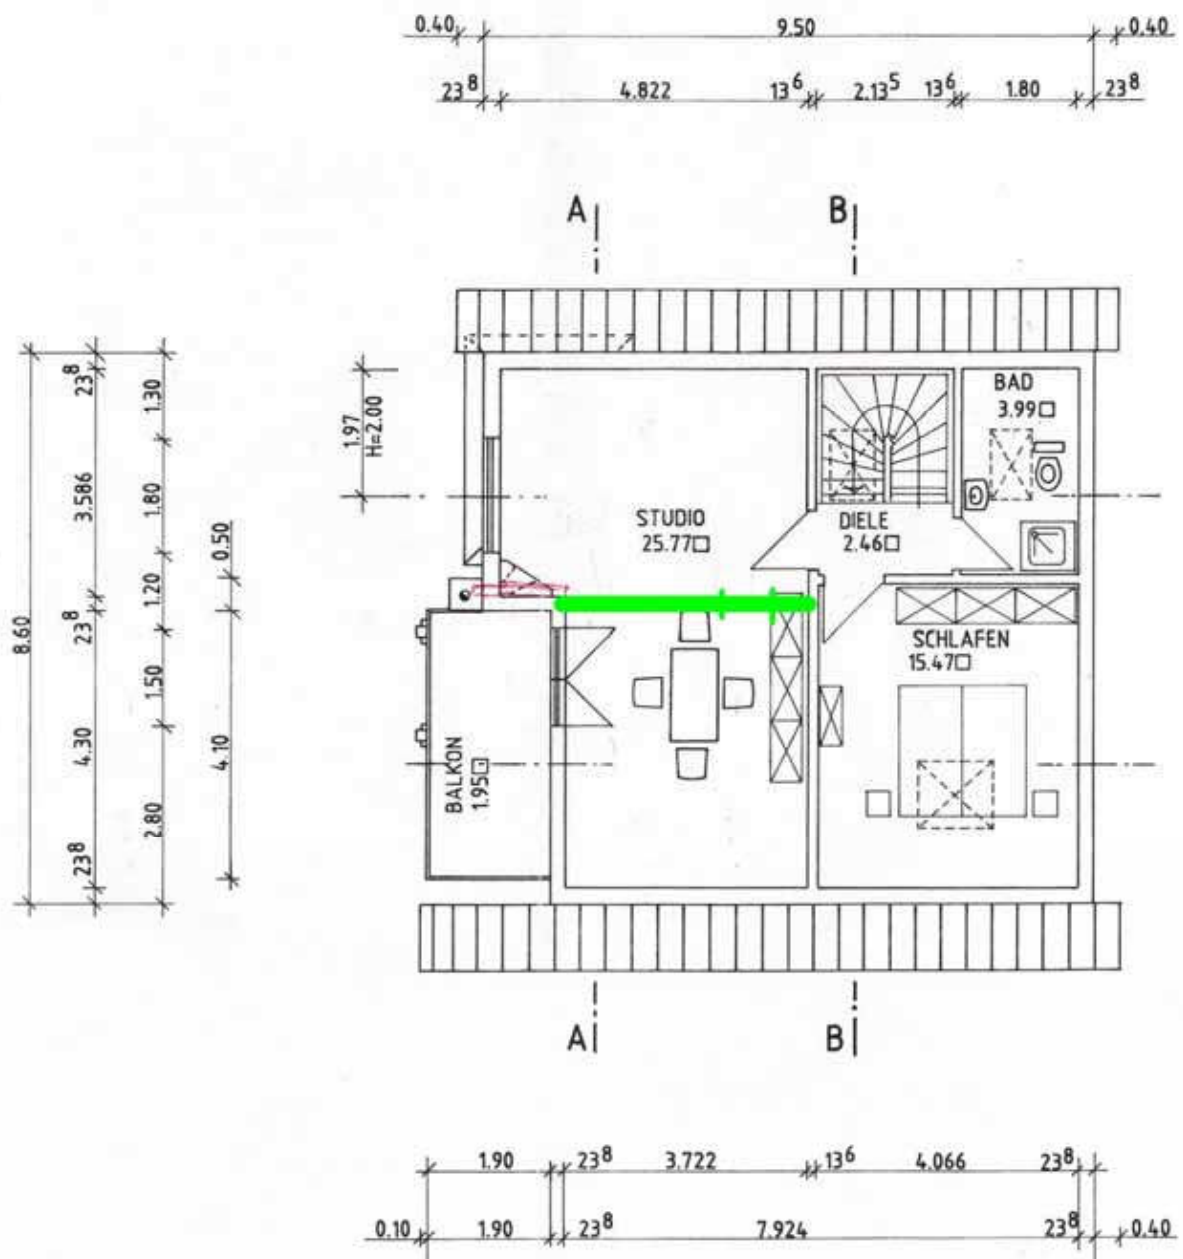 0.40 9.50 0.40
23⁸ 4.822 13⁶ 2.13⁵ 13⁶ 1.80 23⁸
A B
23⁸ 1.30
1.97
H=2.00
BAD
3.99□
3.586 1.80
STUDIO
25.77□
DIELE
2.46□
0.50
1.20
23⁸
8.60
SCHLAFEN
15.47□
1.50
4.30
4.10
BALKON
1.95□
2.80
23⁸
A B
1.90 23⁸ 3.722 13⁶ 4.066 23⁸
0.10 1.90 23⁸ 7.924 23⁸ 0.40